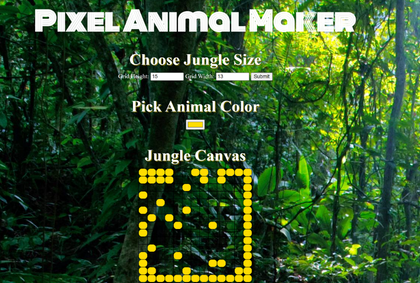 Pixel Animal Maker
Choose Jungle Size
Grid Height: 15 Grid Width: 13 Submit
Pick Animal Color
Jungle Canvas